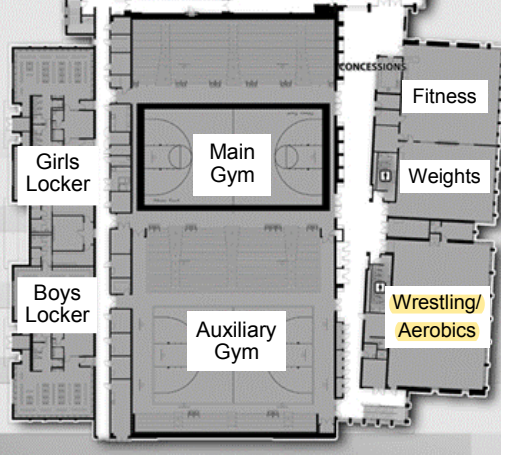 CONCESSIONS
Fitness
Main
Gym
Girls
Locker
Weights
Boys
Locker
Wrestling/
Aerobics
Auxiliary
Gym